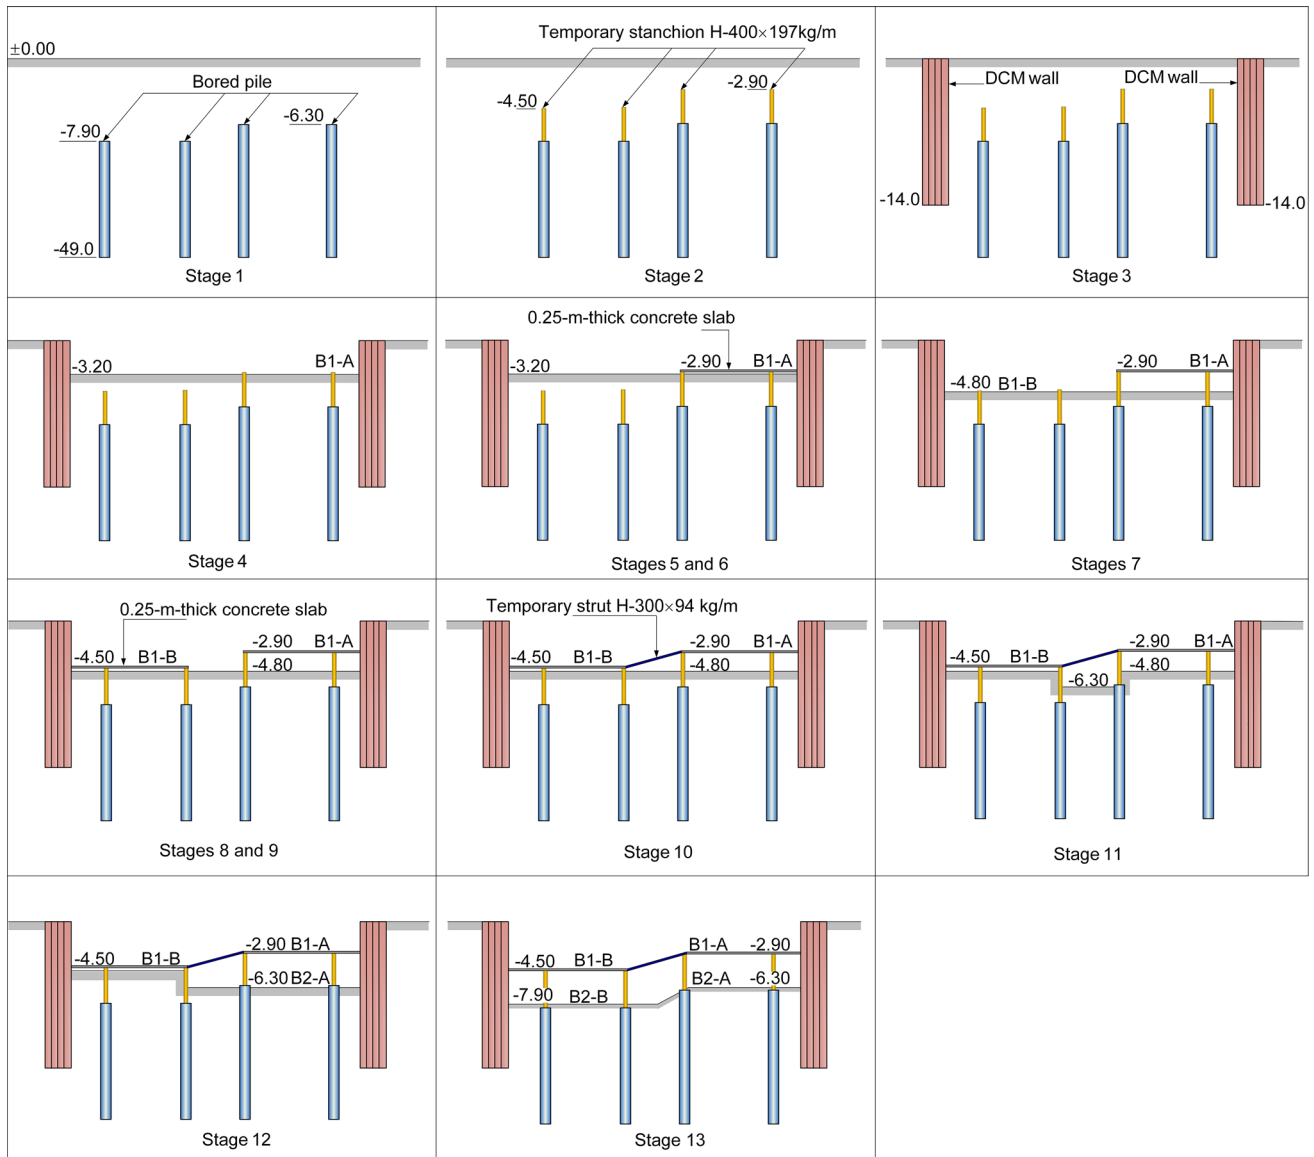 ±0.00
Bored pile
-7.90
-6.30
-49.0
Stage 1
Temporary stanchion H-400×197kg/m
-4.50
-2.90
Stage 2
DCM wall
DCM wall
-14.0
-14.0
Stage 3
-3.20
B1-A
Stage 4
0.25-m-thick concrete slab
-3.20
-2.90
B1-A
Stages 5 and 6
-2.90
B1-A
-4.80
B1-B
Stages 7
0.25-m-thick concrete slab
-4.50
B1-B
-2.90
B1-A
-4.80
Stages 8 and 9
Temporary strut H-300×94 kg/m
-4.50
B1-B
-2.90
B1-A
-4.80
Stage 10
-4.50
B1-B
-2.90
B1-A
-6.30
-4.80
Stage 11
-4.50
B1-B
-2.90 B1-A
-6.30 B2-A
Stage 12
-4.50
B1-B
B1-A
-2.90
-7.90
B2-B
B2-A
-6.30
Stage 13